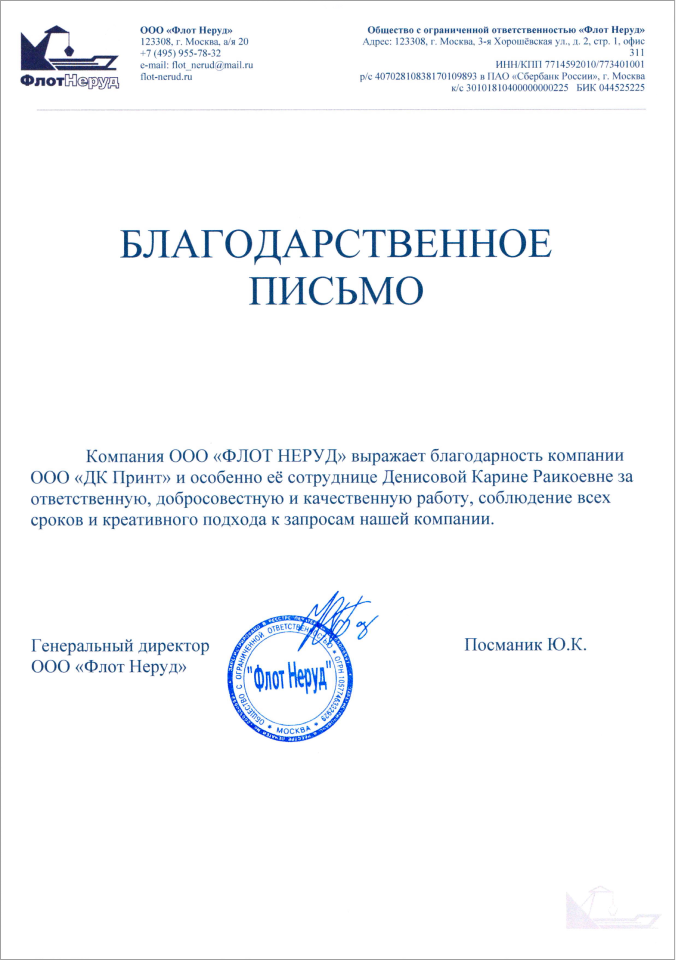 ФлотНеруд
ООО «Флот Неруд»
123308, г. Москва, а/я 20
+7 (495) 955-78-32
e-mail: flot_nerud@mail.ru
flot-nerud.ru
Общество с ограниченной ответственностью «Флот Неруд»
Адрес: 123308, г. Москва, 3-я Хорошёвская ул., д. 2, стр. 1, офис
311
ИНН/КПП 7714592010/773401001
р/с 40702810838170109893 в ПАО «Сбербанк России», г. Москва
к/с 30101810400000000225 БИК 044525225
БЛАГОДАРСТВЕННОЕ
ПИСЬМО
Компания ООО «ФЛОТ НЕРУД» выражает благодарность компании
ООО «ДК Принт» и особенно её сотруднице Денисовой Карине Раиковне за
ответственную, добросовестную и качественную работу, соблюдение всех
сроков и креативного подхода к запросам нашей компании.
Генеральный директор
ООО «Флот Неруд»
Посманик Ю.К.
ОБЩЕСТВО С ОГРАНИЧЕННОЙ ОТВЕТСТВЕННОСТЬЮ
"Флот Неруд"
* МОСКВА *